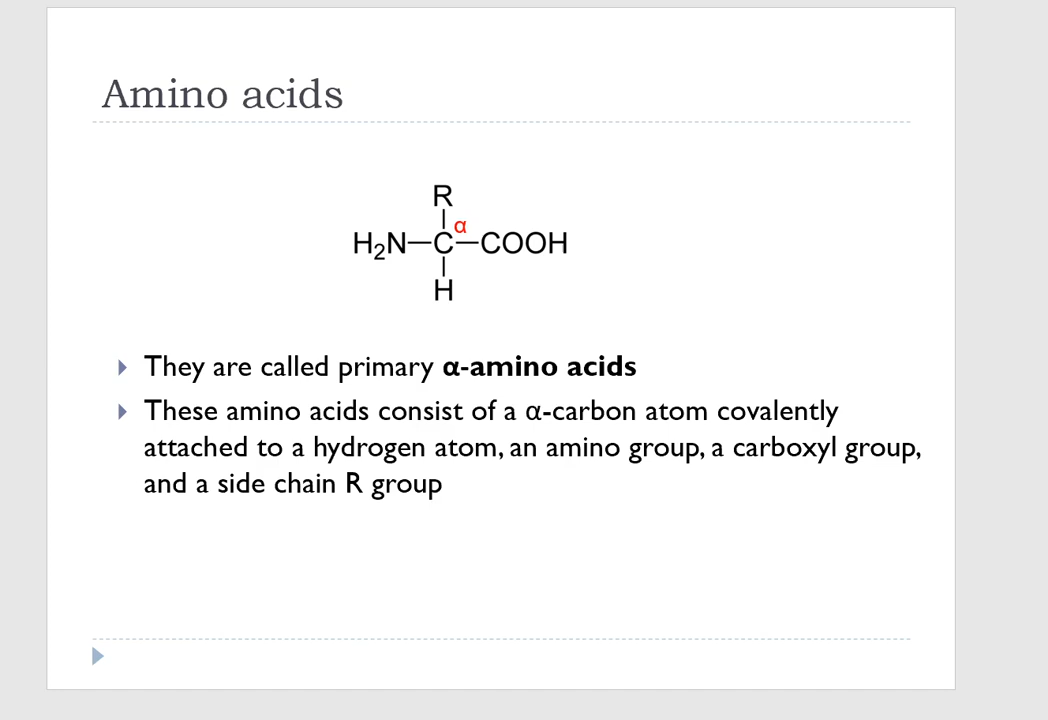 Amino acids
R
α
H₂N—C—COOH
H
They are called primary α-amino acids
These amino acids consist of a α-carbon atom covalently
attached to a hydrogen atom, an amino group, a carboxyl group,
and a side chain R group